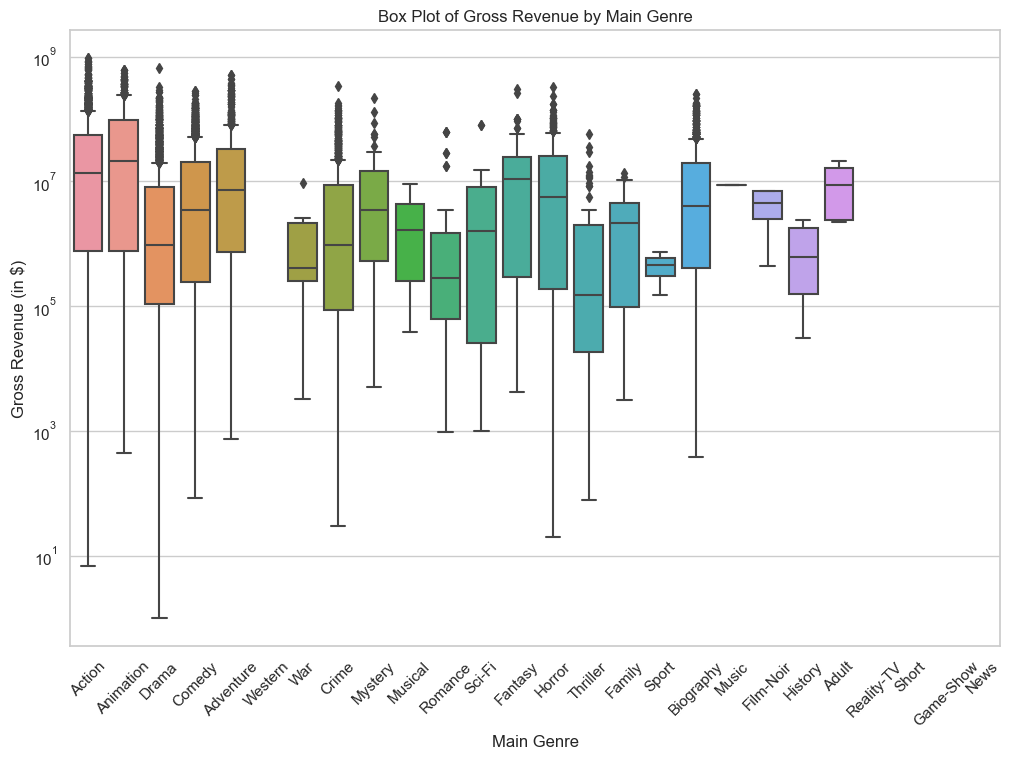 Box Plot of Gross Revenue by Main Genre
Gross Revenue (in $)
10^9
10^7
10^5
10^3
10^1
Action
Animation
Drama
Comedy
Adventure
Western
War
Crime
Mystery
Musical
Romance
Sci-Fi
Fantasy
Horror
Thriller
Family
Sport
Biography
Music
Film-Noir
History
Adult
Reality-TV
Short
Game-Show
News
Main Genre